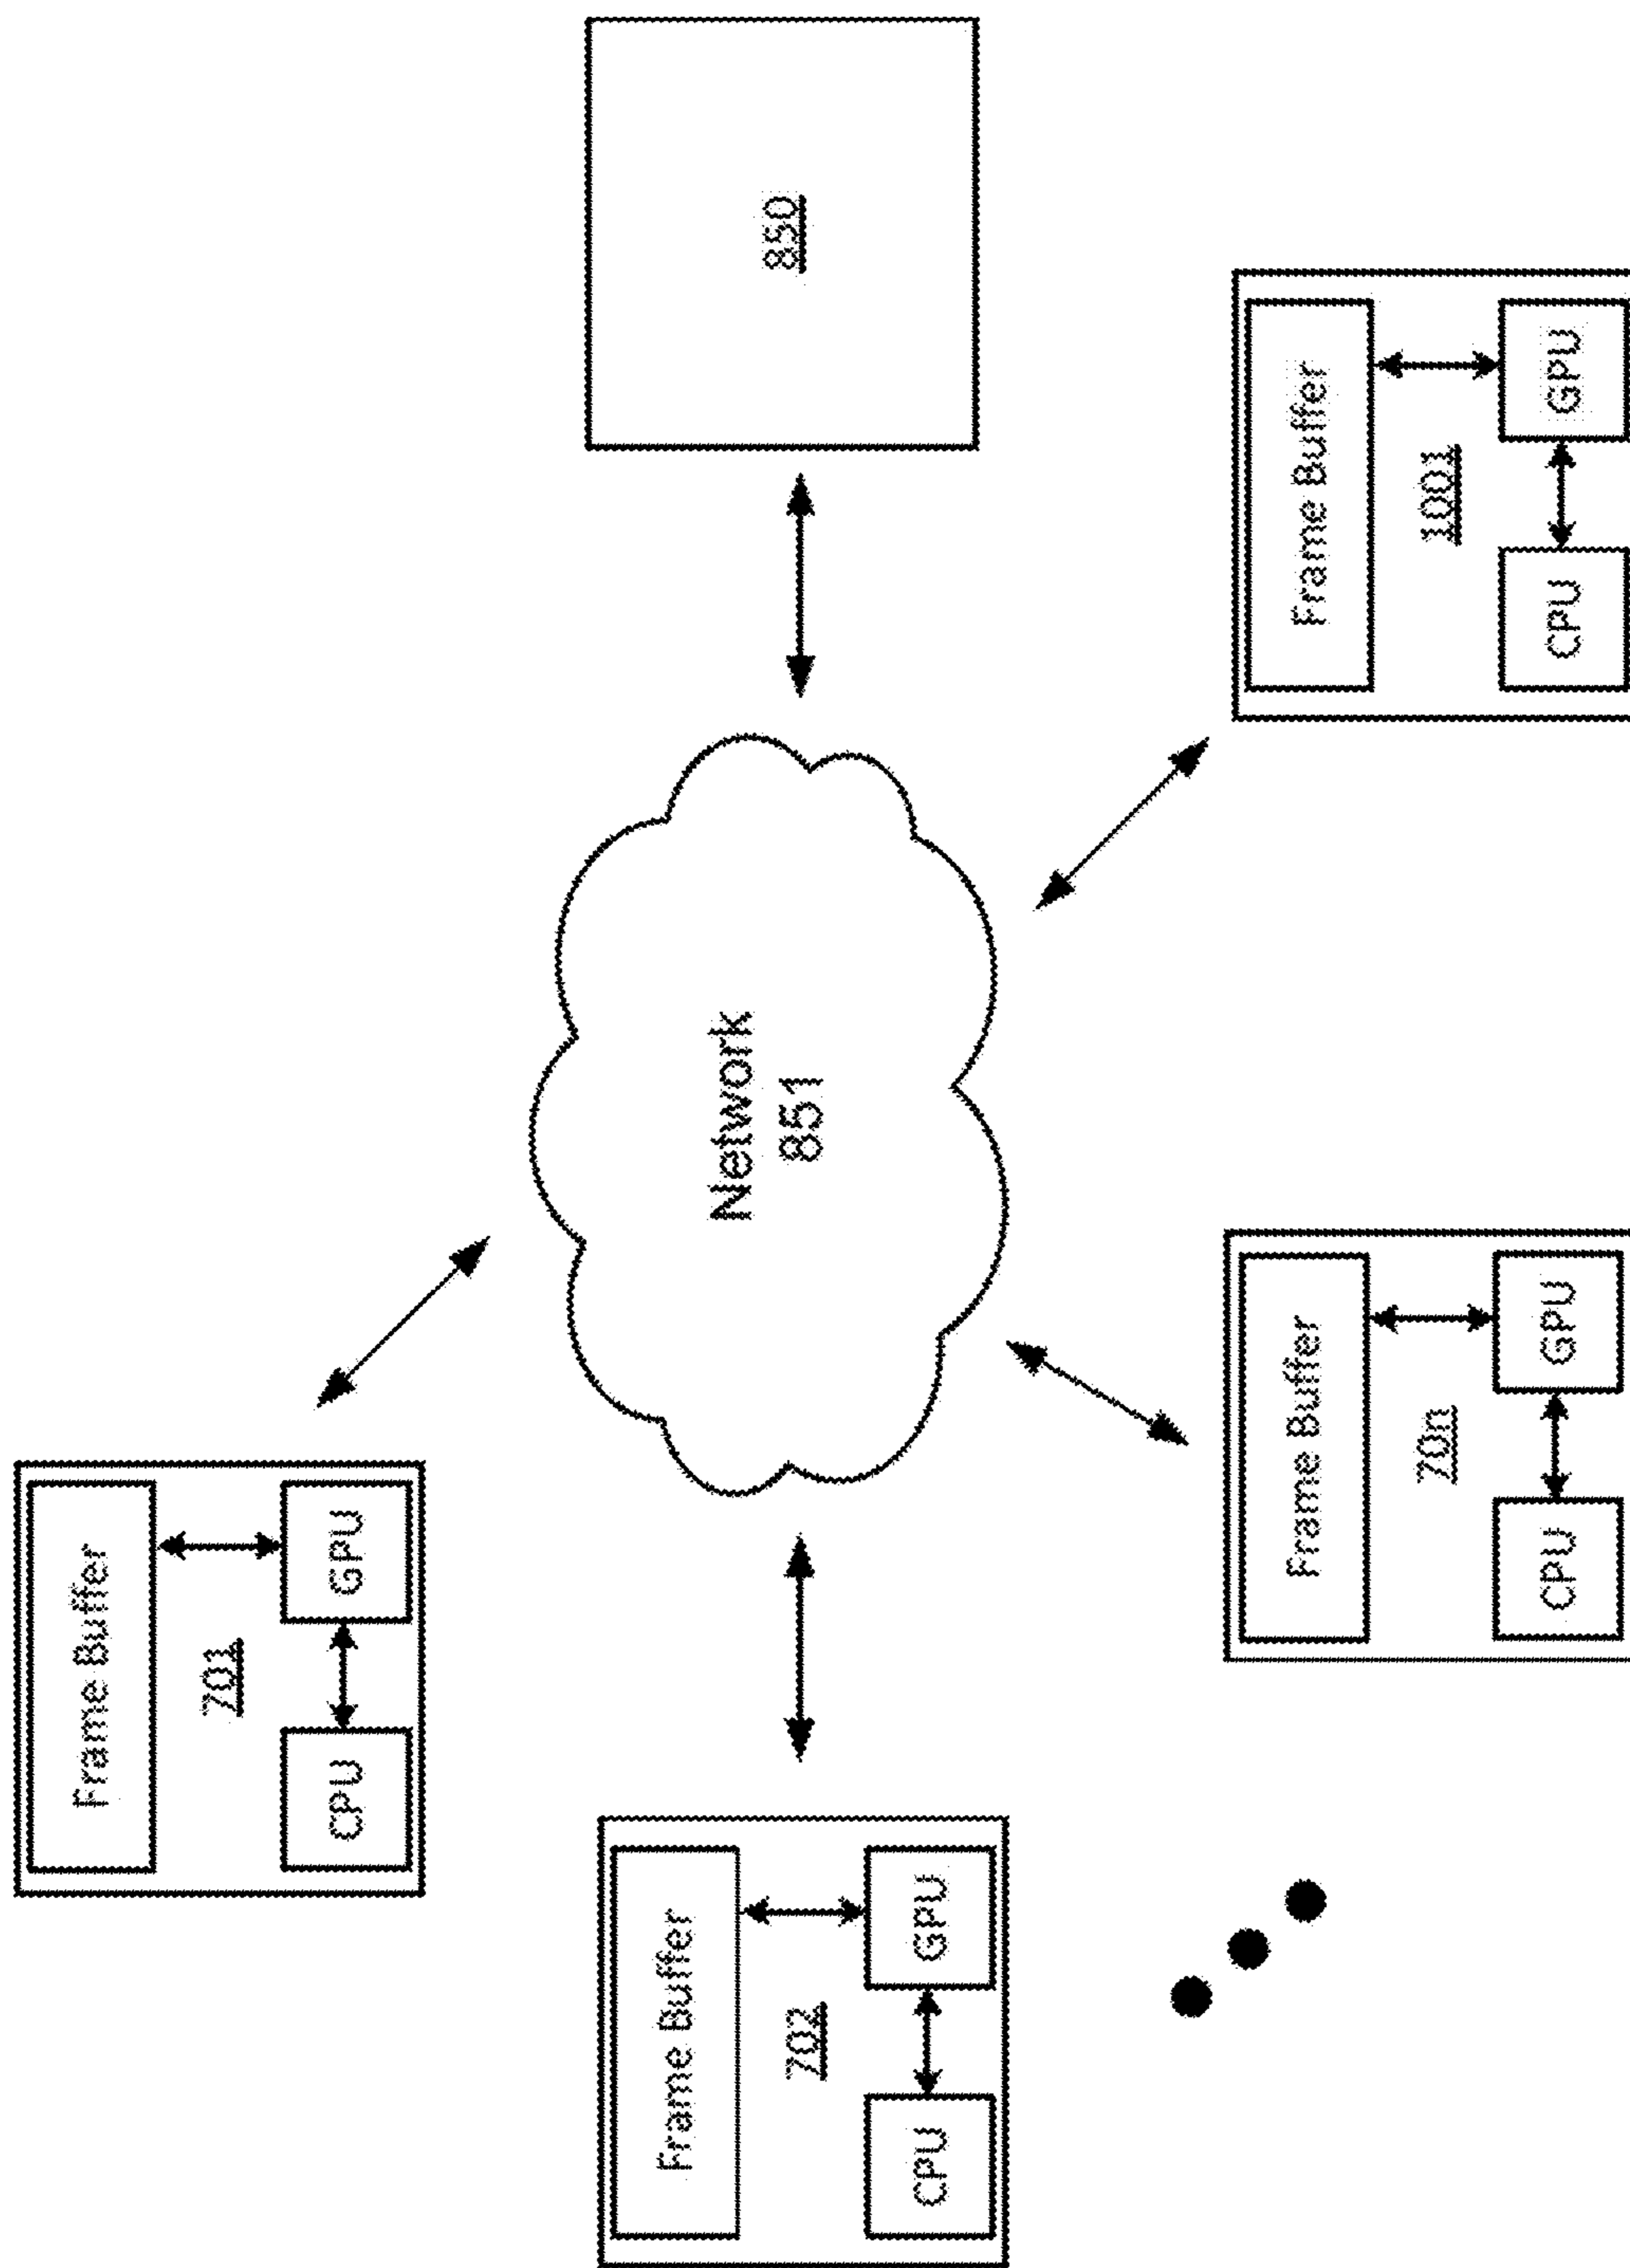 Frame Buffer
701
CPU
GPU
Frame Buffer
702
CPU
GPU
Network
851
850
Frame Buffer
70n
CPU
GPU
Frame Buffer
1001
CPU
GPU